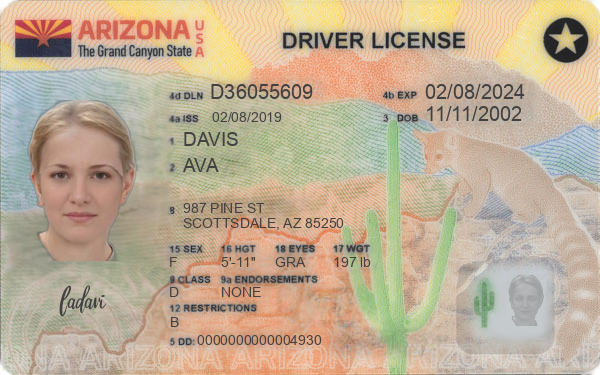 ARIZONA USA
The Grand Canyon State
DRIVER LICENSE
4d DLN D36055609
4b EXP 02/08/2024
4a ISS 02/08/2019
3 DOB 11/11/2002
1 DAVIS
2 AVA
8 987 PINE ST
SCOTTSDALE, AZ 85250
15 SEX 16 HGT 18 EYES 17 WGT
F 5'-11" GRA 197 lb
9 CLASS 9a ENDORSEMENTS
D NONE
12 RESTRICTIONS
B
5 DD: 0000000000004930
ARIZONA ARIZONA ARIZONA ARIZONA